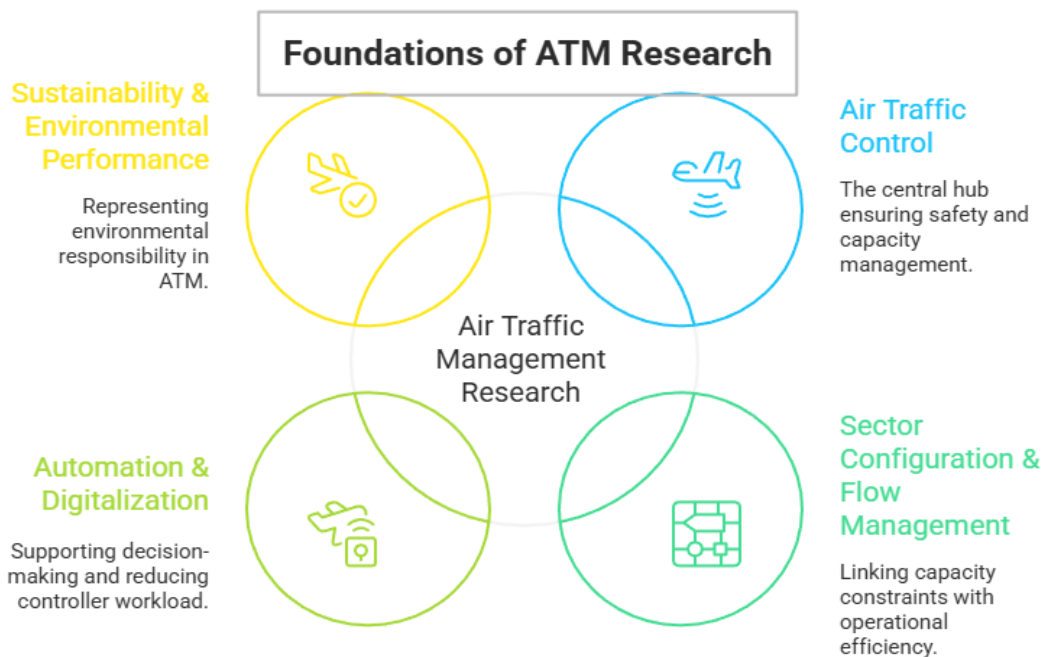 Foundations of ATM Research
Sustainability &
Environmental
Performance
Representing
environmental
responsibility in
ATM.
Air Traffic
Control
The central hub
ensuring safety and
capacity
management.
Air Traffic
Management
Research
Automation &
Digitalization
Supporting decision-
making and reducing
controller workload.
Sector
Configuration &
Flow
Management
Linking capacity
constraints with
operational
efficiency.